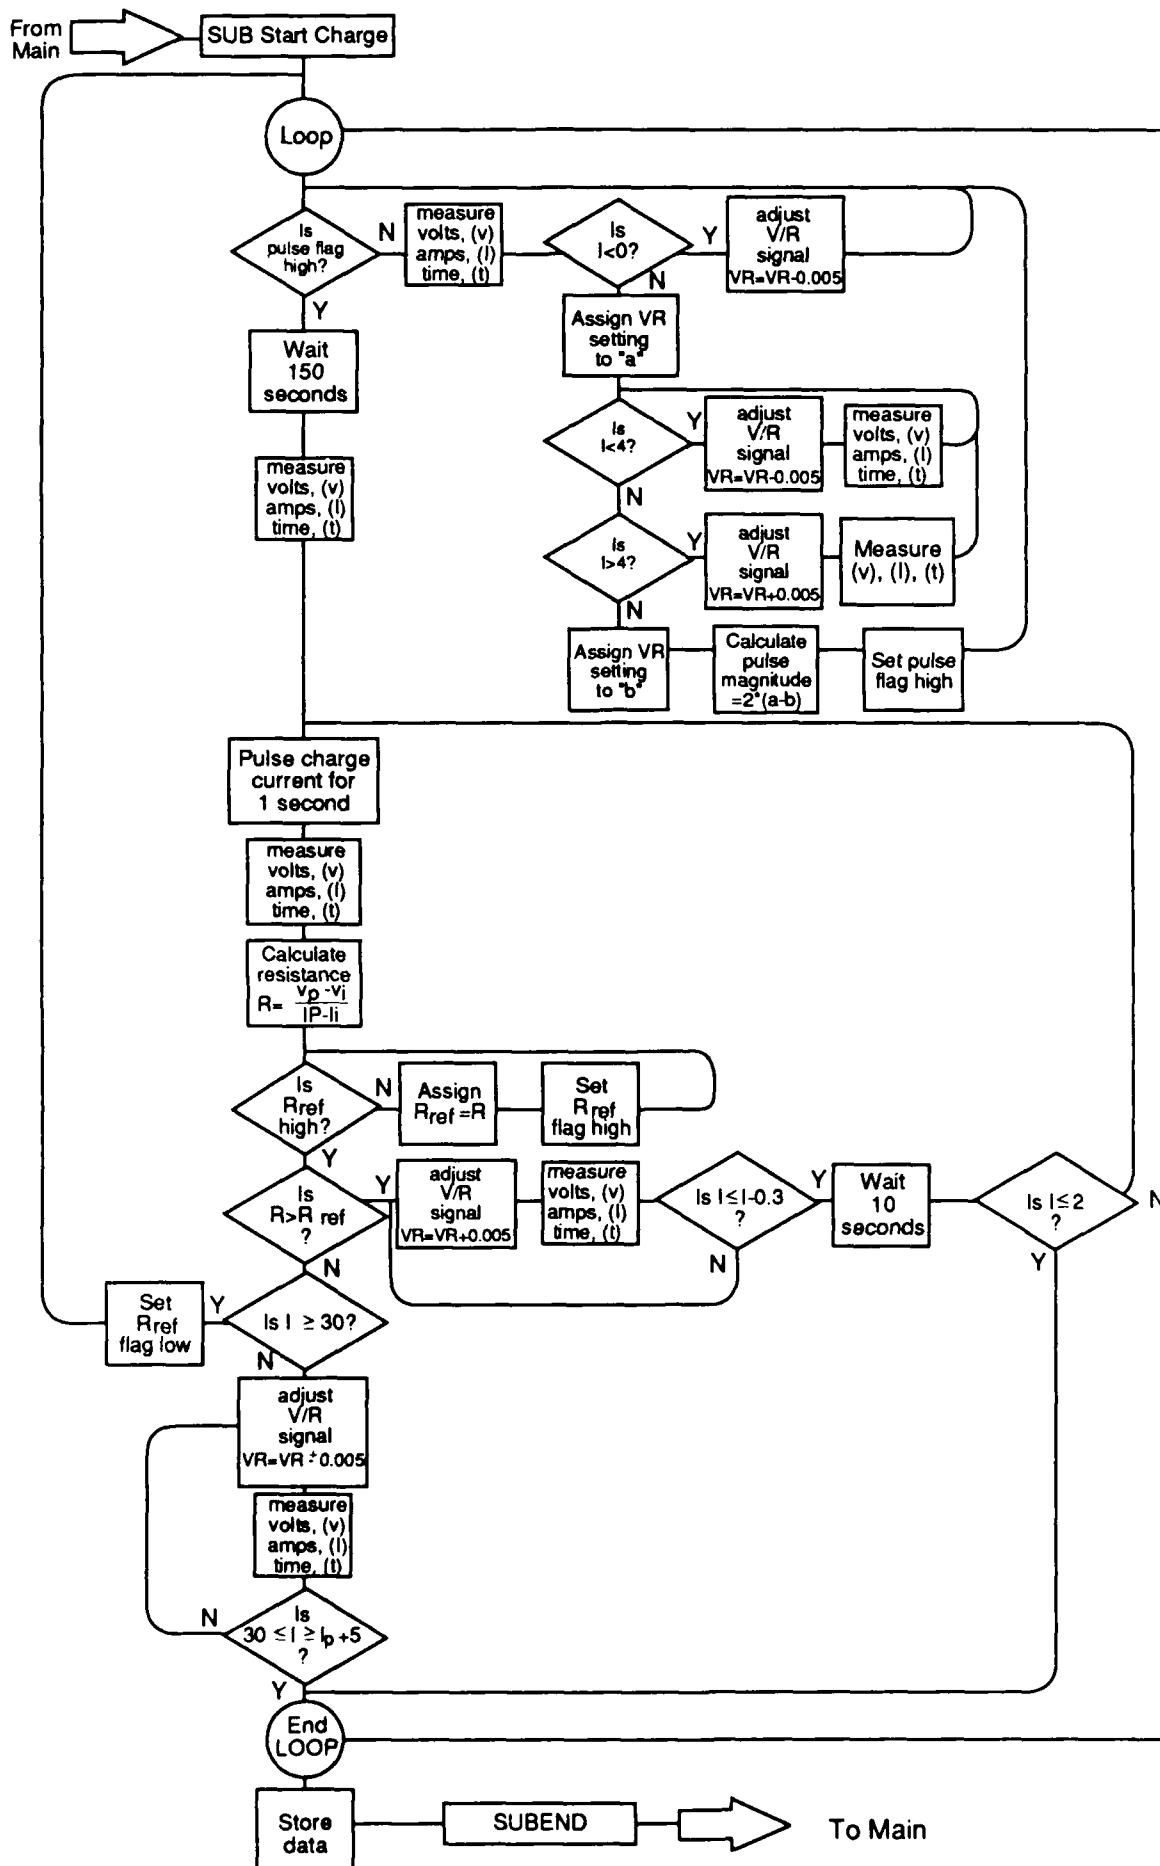 From
Main
SUB Start Charge
Loop
Is
pulse flag
high?
N
measure
volts, (v)
amps, (I)
time, (t)
Is
I<0?
Y
adjust
V/R
signal
VR=VR-0.005
N
Y
Assign VR
setting
to "a"
Wait
150
seconds
Is
I<4?
Y
adjust
V/R
signal
VR=VR-0.005
measure
volts, (v)
amps, (I)
time, (t)
N
measure
volts, (v)
amps, (I)
time, (t)
Is
I>4?
Y
adjust
V/R
signal
VR=VR+0.005
Measure
(v), (I), (t)
N
Assign VR
setting
to "b"
Calculate
pulse
magnitude
=2*(a-b)
Set pulse
flag high
Pulse charge
current for
1 second
measure
volts, (v)
amps, (I)
time, (t)
Calculate
resistance
R= vp -vi
IP-Ii
Is
Rref
high?
N
Assign
Rref =R
Set
Rref
flag high
Y
Is
R>R ref
?
Y
adjust
V/R
signal
VR=VR+0.005
measure
volts, (v)
amps, (I)
time, (t)
Is I ≤ I-0.3
?
Y
Wait
10
seconds
Is I ≤ 2
?
N
N
N
Y
Set
Rref
flag low
Y
Is I ≥ 30?
N
adjust
V/R
signal
VR=VR ± 0.005
measure
volts, (v)
amps, (I)
time, (t)
Is
30 ≤ I ≥ Ip +5
?
N
Y
End
LOOP
Store
data
SUBEND
To Main